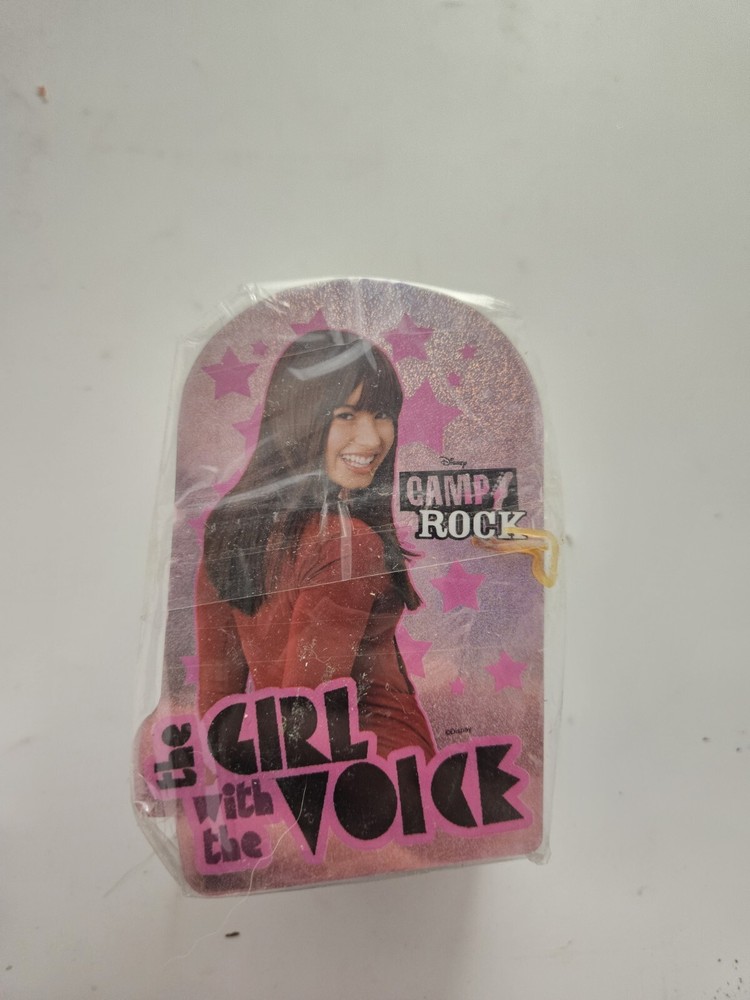 Disney
CAMP
ROCK
©Disney
the GIRL
with the VOICE